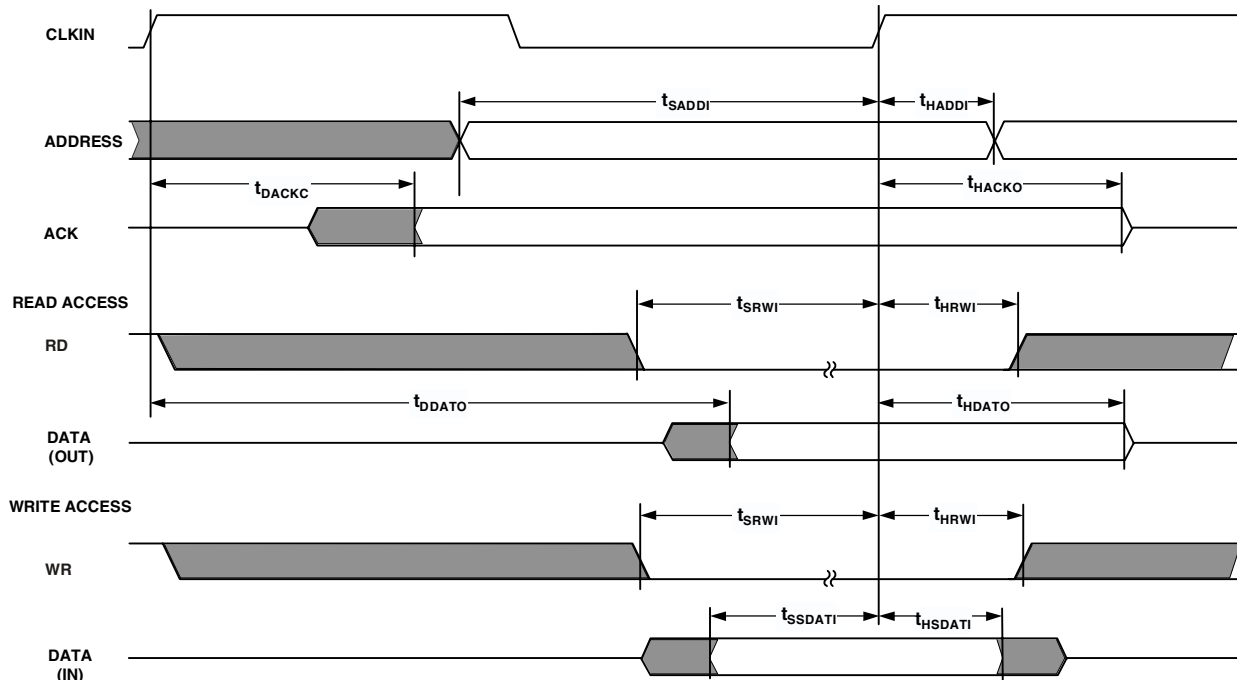 CLKIN
tSADDI
tHADDI
ADDRESS
tDACKC
tHACKO
ACK
READ ACCESS
tSRWI
tHRWI
RD
tDDATO
tHDATO
DATA
(OUT)
WRITE ACCESS
tSRWI
tHRWI
WR
tSSDATI
tHSDATI
DATA
(IN)